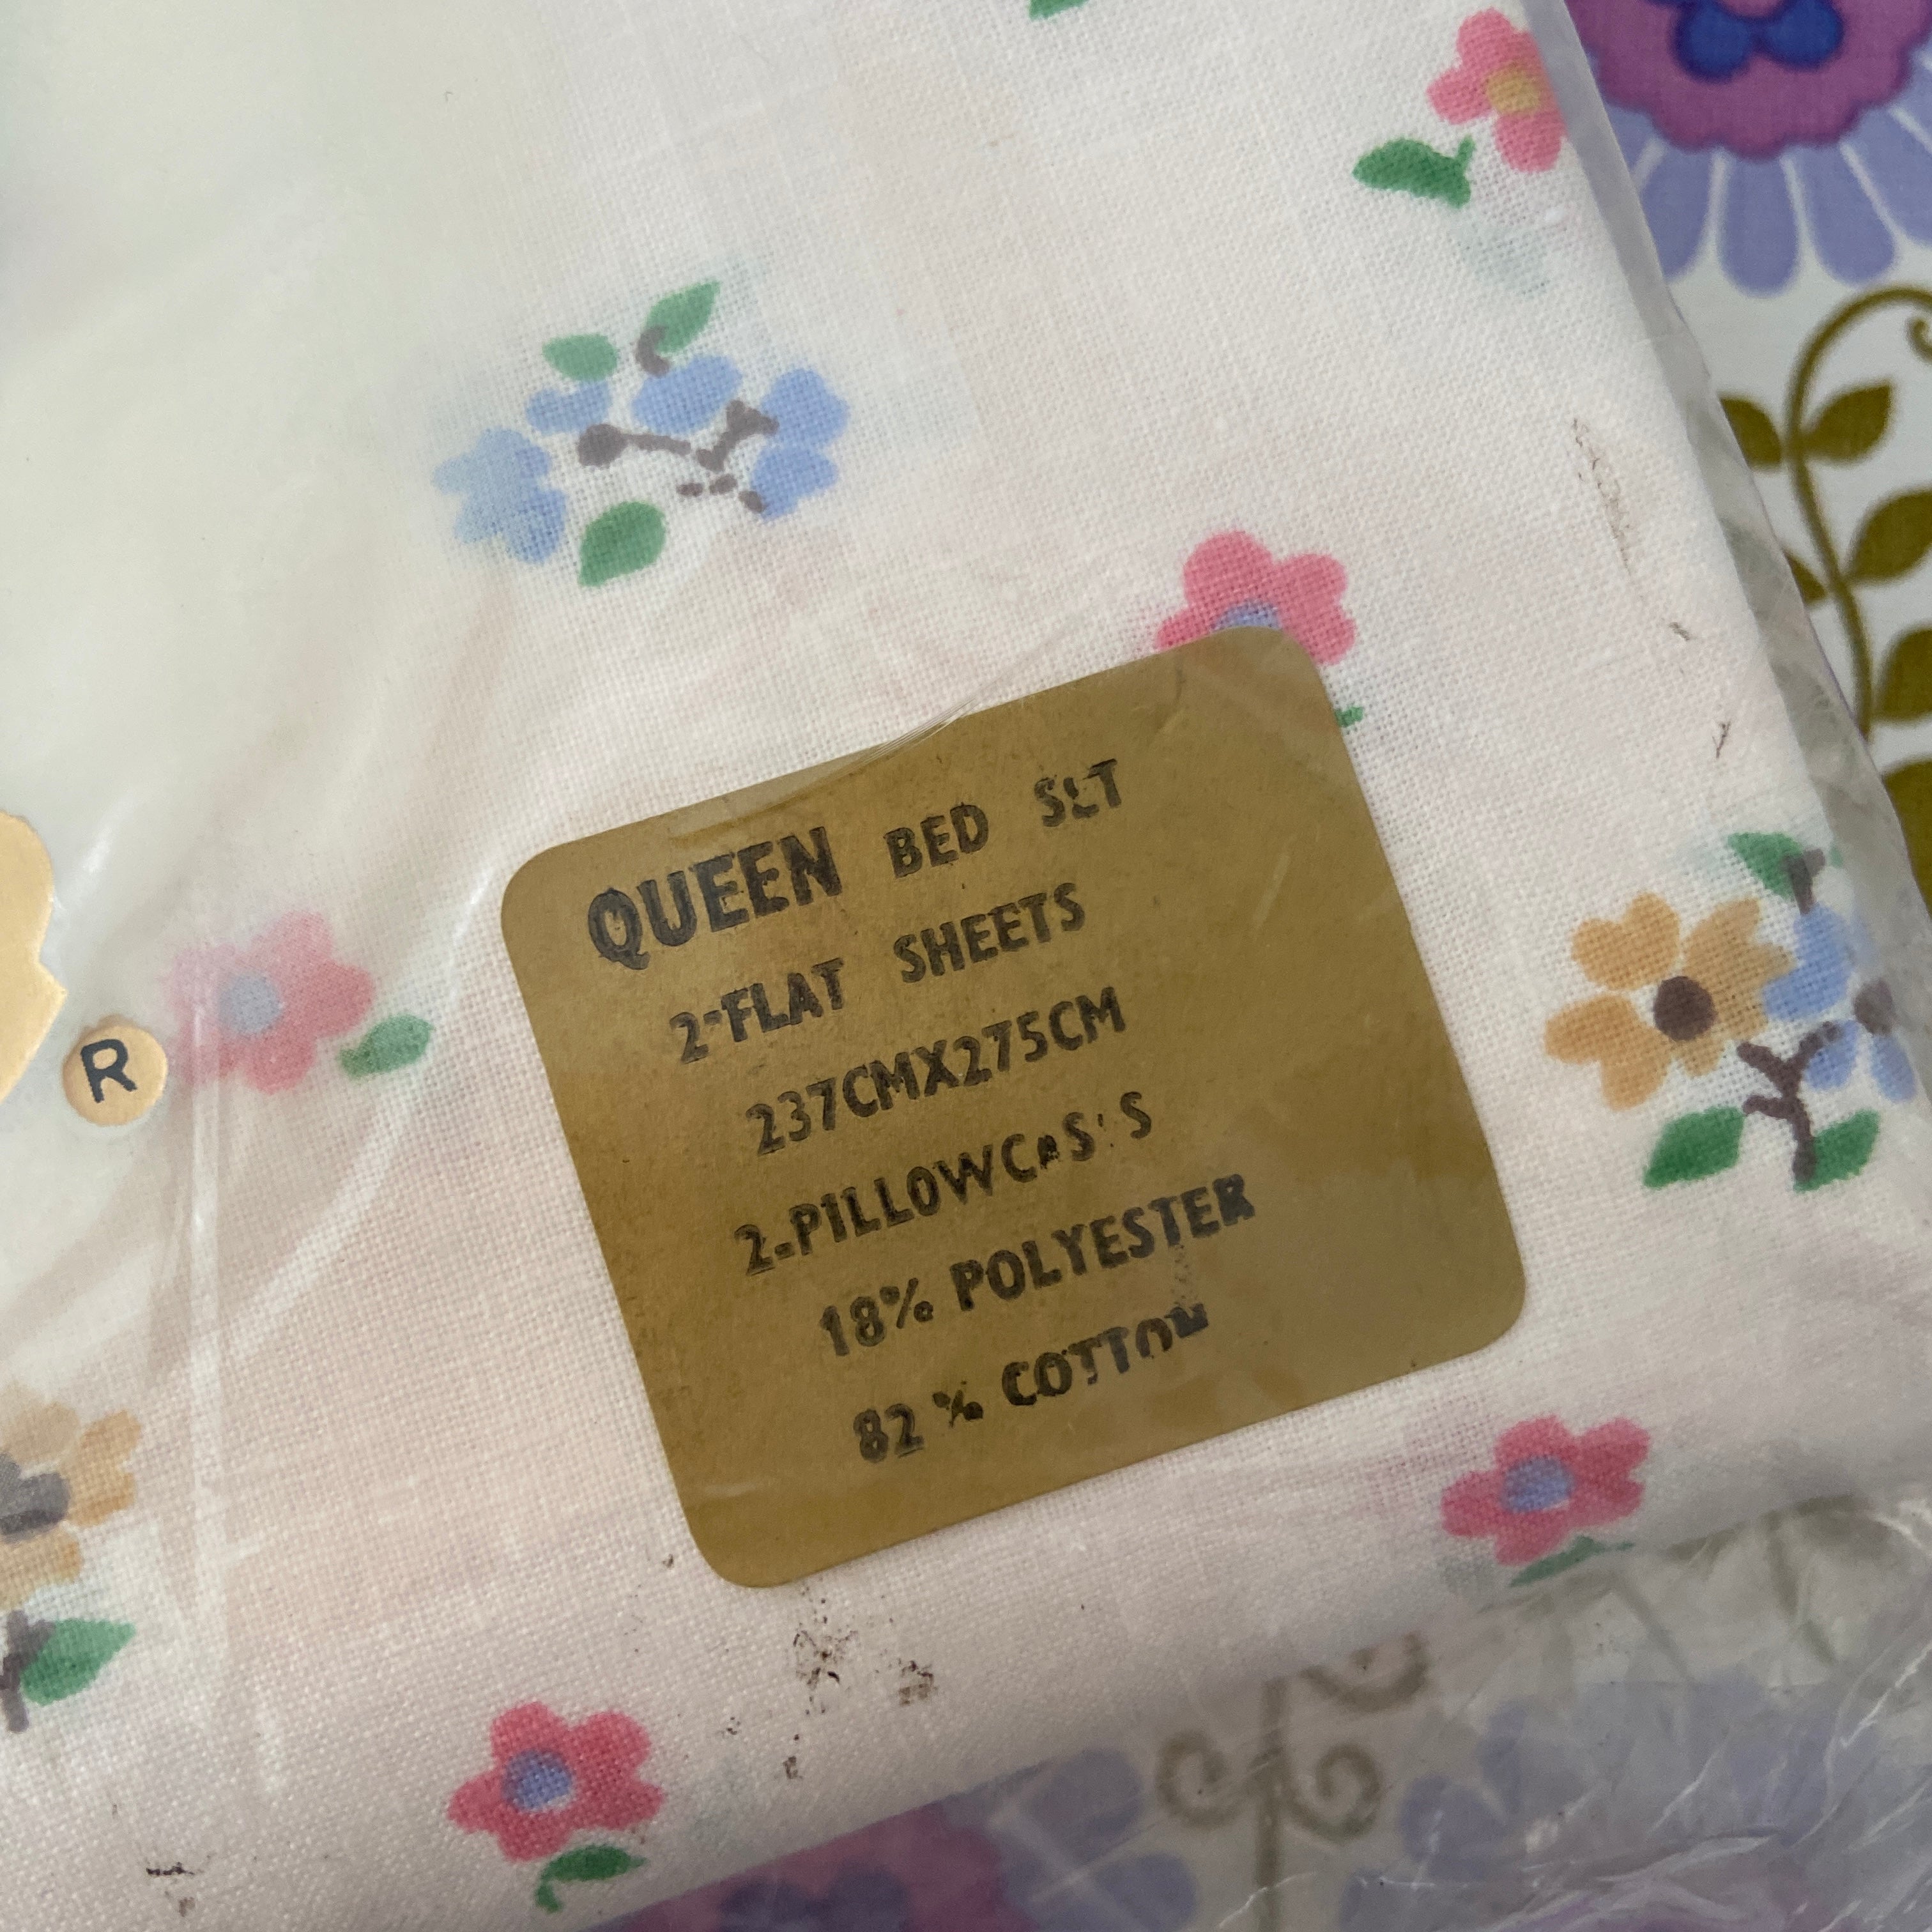 QUEEN BED SET
2-FLAT SHEETS
237CMX275CM
2-PILLOWCASES
18% POLYESTER
82% COTTON
R